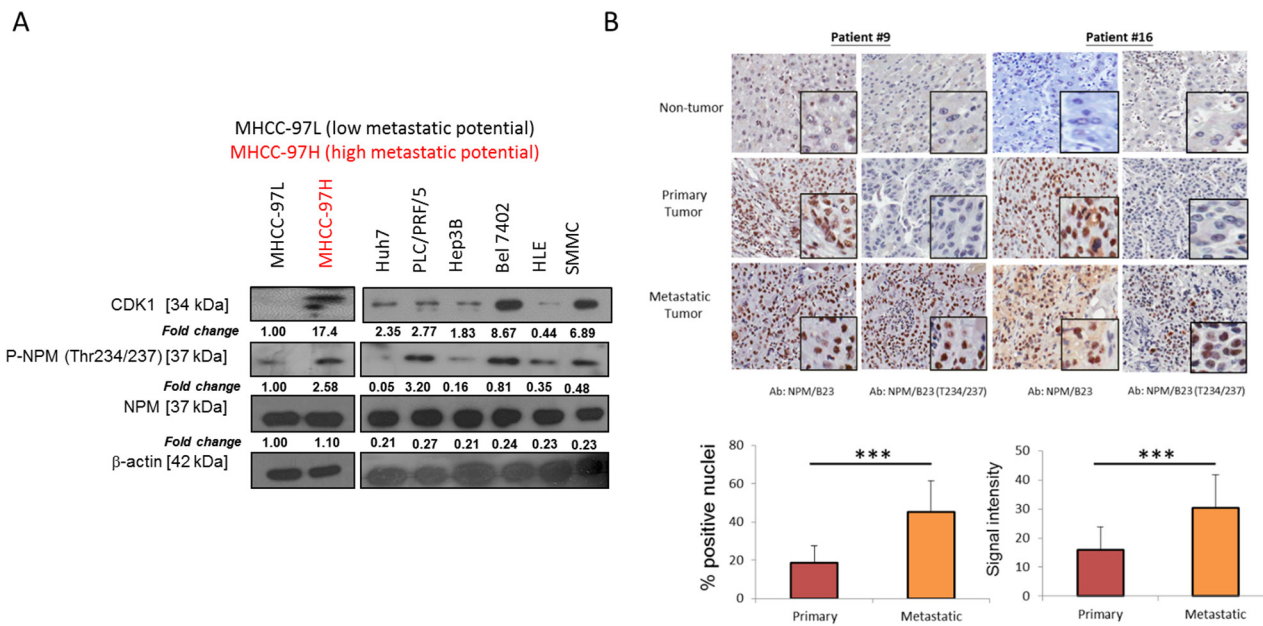 A
MHCC-97L (low metastatic potential)
MHCC-97H (high metastatic potential)
MHCC-97L
MHCC-97H
Huh7
PLC/PRF/5
Hep3B
Bel 7402
HLE
SMMC
CDK1 [34 kDa]
Fold change 1.00 17.4 2.35 2.77 1.83 8.67 0.44 6.89
P-NPM (Thr234/237) [37 kDa]
Fold change 1.00 2.58 0.05 3.20 0.16 0.81 0.35 0.48
NPM [37 kDa]
Fold change 1.00 1.10 0.21 0.27 0.21 0.24 0.23 0.23
β-actin [42 kDa]
B
Patient #9 Patient #16
Non-tumor
Primary
Tumor
Metastatic
Tumor
Ab: NPM/B23 Ab: NPM/B23 (T234/237) Ab: NPM/B23 Ab: NPM/B23 (T234/237)
% positive nuclei
80
60
40
20
0
***
Primary Metastatic
Signal intensity
50
40
30
20
10
0
***
Primary Metastatic